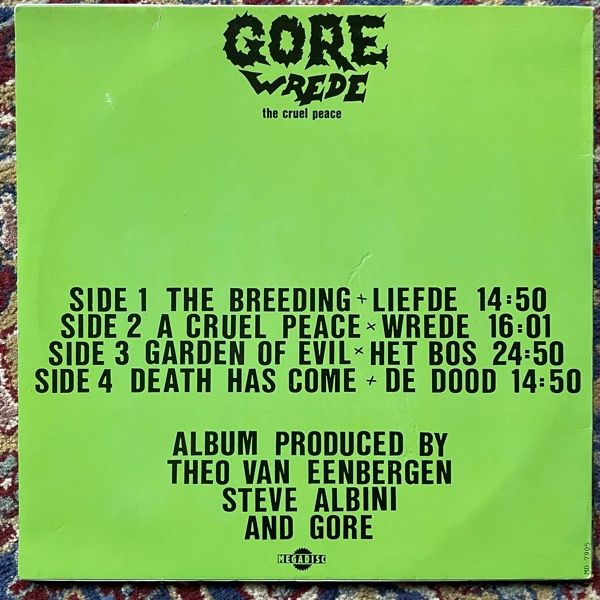 GORE
WREDE
the cruel peace
SIDE 1 THE BREEDING + LIEFDE 14:50
SIDE 2 A CRUEL PEACE × WREDE 16:01
SIDE 3 GARDEN OF EVIL × HET BOS 24:50
SIDE 4 DEATH HAS COME + DE DOOD 14:50
ALBUM PRODUCED BY
THEO VAN EENBERGEN
STEVE ALBINI
AND GORE
MEGADISC
MD 7905